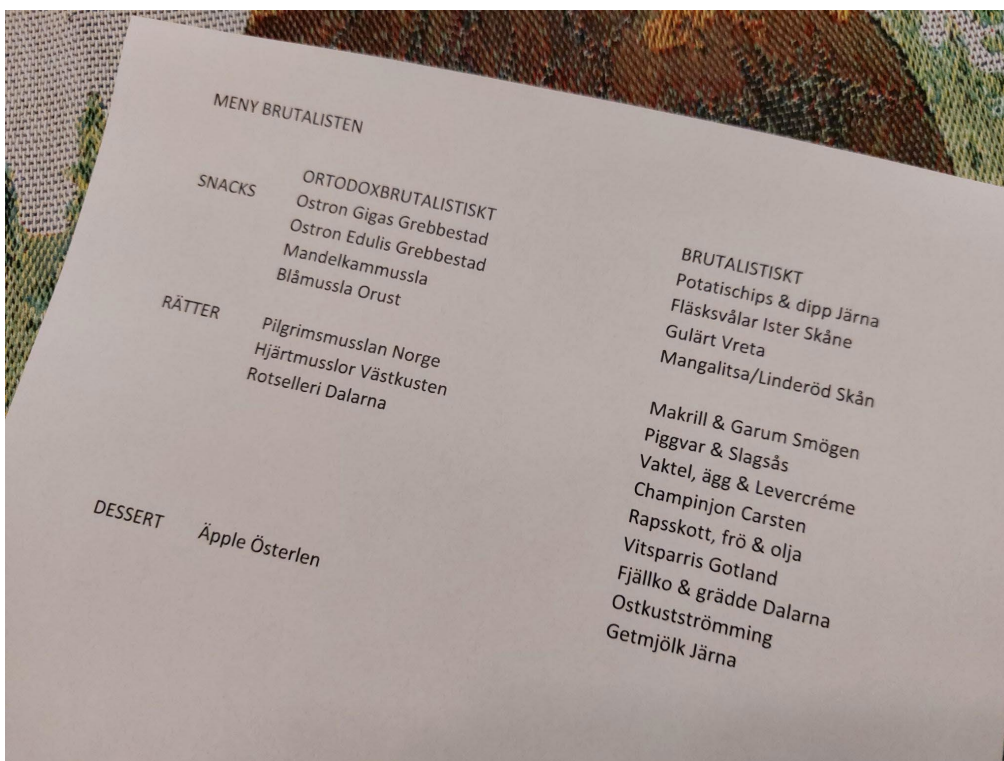 MENY BRUTALISTEN
SNACKS
ORTODOXBRUTALISTISKT
Ostron Gigas Grebbestad
Ostron Edulis Grebbestad
Mandelkammussla
Blåmussla Orust
RÄTTER
Pilgrimsmusslan Norge
Hjärtmusslor Västkusten
Rotselleri Dalarna
DESSERT
Äpple Österlen
BRUTALISTISKT
Potatischips & dipp Järna
Fläsksvålar Ister Skåne
Gulärt Vreta
Mangalitsa/Linderöd Skån
Makrill & Garum Smögen
Piggvar & Slagsås
Vaktel, ägg & Levercréme
Champinjon Carsten
Rapsskott, frö & olja
Vitsparris Gotland
Fjällko & grädde Dalarna
Ostkustströmming
Getmjölk Järna